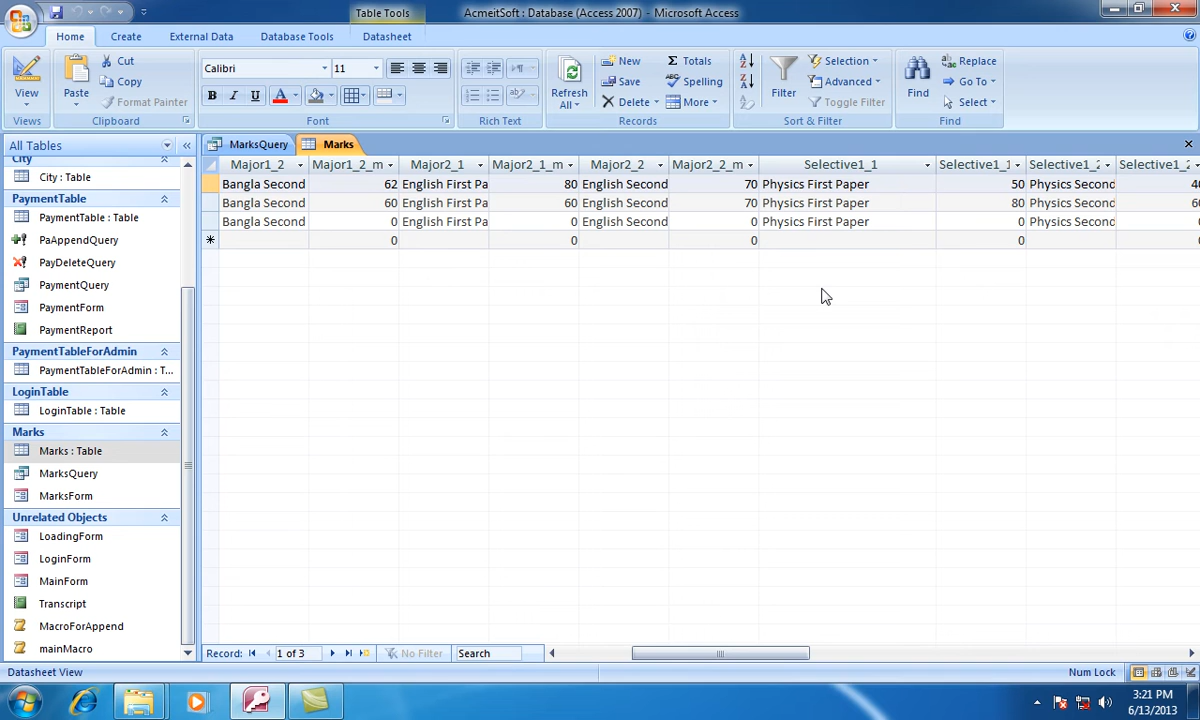 Table Tools
AcmeitSoft : Database (Access 2007) - Microsoft Access
Home Create External Data Database Tools Datasheet
View
Views
Paste
Cut
Copy
Format Painter
Clipboard
Calibri 11
B I U A
Font
Rich Text
Refresh All
New
Save
Delete
Totals
Spelling
More
Records
Filter
Selection
Advanced
Toggle Filter
Sort & Filter
Find
Replace
Go To
Select
Find
All Tables
City
City : Table
PaymentTable
PaymentTable : Table
PaAppendQuery
PayDeleteQuery
PaymentQuery
PaymentForm
PaymentReport
PaymentTableForAdmin
PaymentTableForAdmin : T...
LoginTable
LoginTable : Table
Marks
Marks : Table
MarksQuery
MarksForm
Unrelated Objects
LoadingForm
LoginForm
MainForm
Transcript
MacroForAppend
mainMacro
MarksQuery Marks
Major1_2 Major1_2_m Major2_1 Major2_1_m Major2_2 Major2_2_m Selective1_1 Selective1_1 Selective1_2 Selective1_2
Bangla Second 62 English First Pa 80 English Second 70 Physics First Paper 50 Physics Second 40
Bangla Second 60 English First Pa 60 English Second 70 Physics First Paper 80 Physics Second 60
Bangla Second 0 English First Pa 0 English Second 0 Physics First Paper 0 Physics Second 0
0 0 0 0 0
Record: 1 of 3 No Filter Search
Datasheet View Num Lock
3:21 PM
6/13/2013